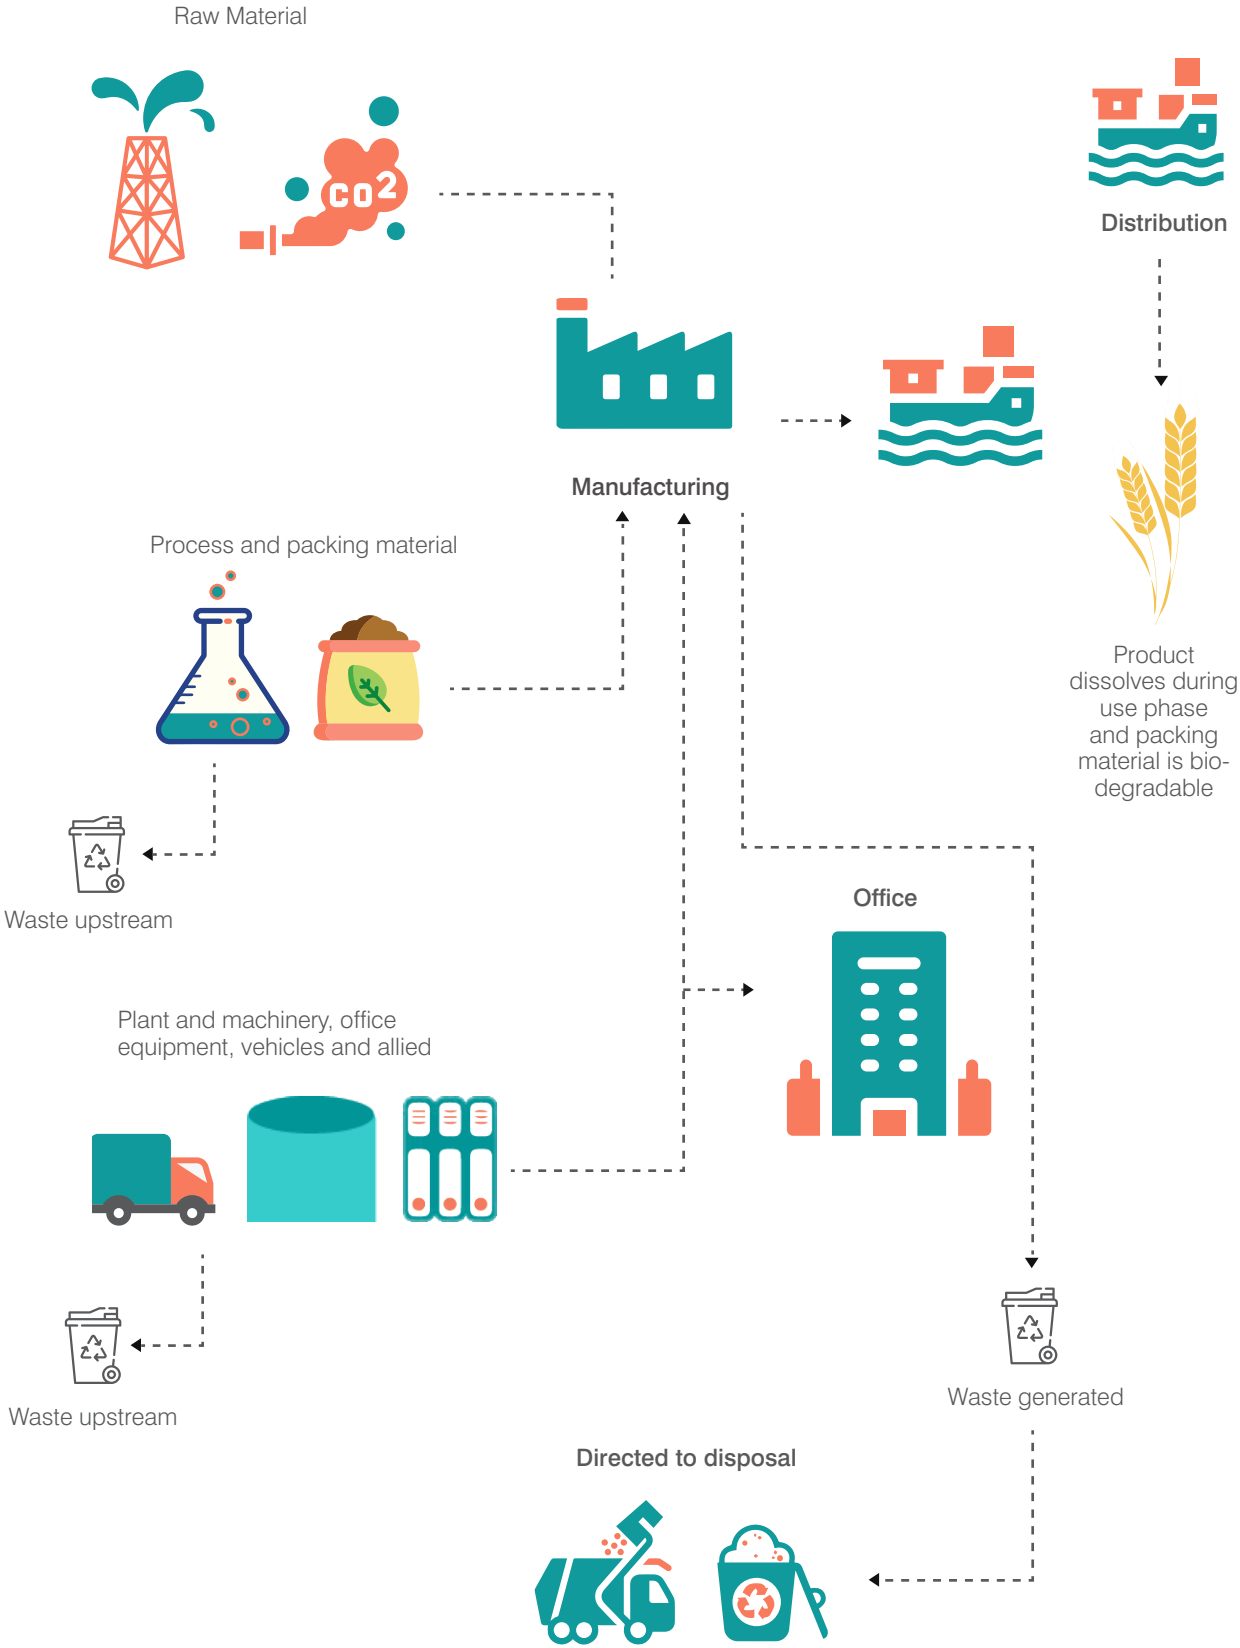 Raw Material
CO2
Distribution
Manufacturing
Process and packing material
Product
dissolves during
use phase
and packing
material is bio-
degradable
Waste upstream
Office
Plant and machinery, office
equipment, vehicles and allied
Waste generated
Waste upstream
Directed to disposal